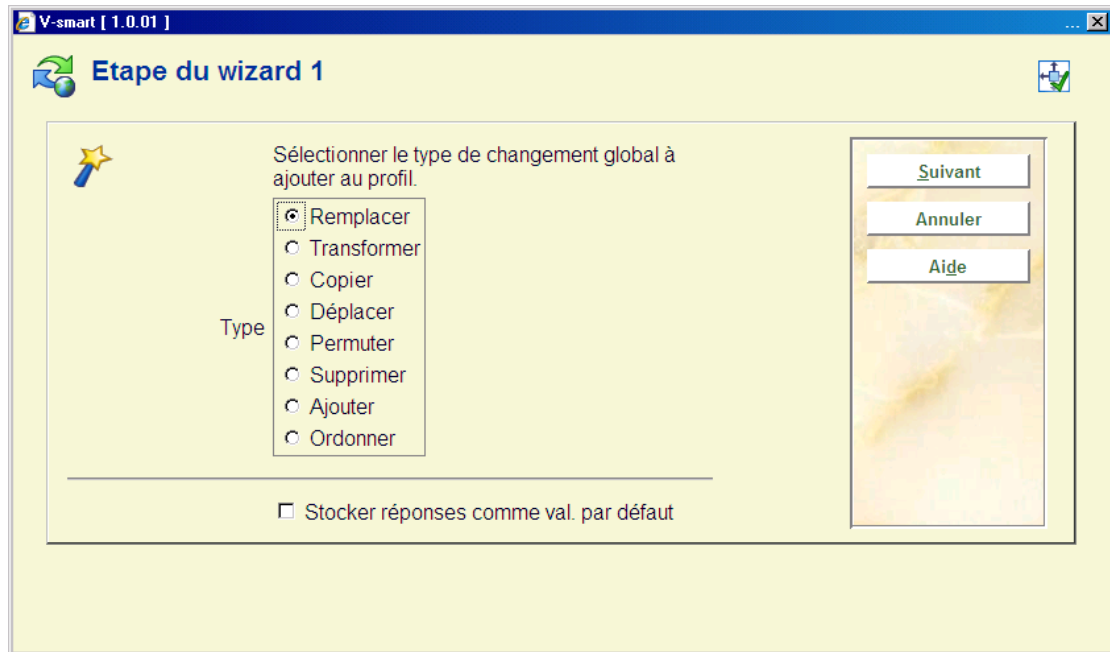 V-smart [ 1.0.01 ] ...
Etape du wizard 1
Sélectionner le type de changement global à
ajouter au profil.
Type
Remplacer
Transformer
Copier
Déplacer
Permuter
Supprimer
Ajouter
Ordonner
Stocker réponses comme val. par défaut
Suivant
Annuler
Aide